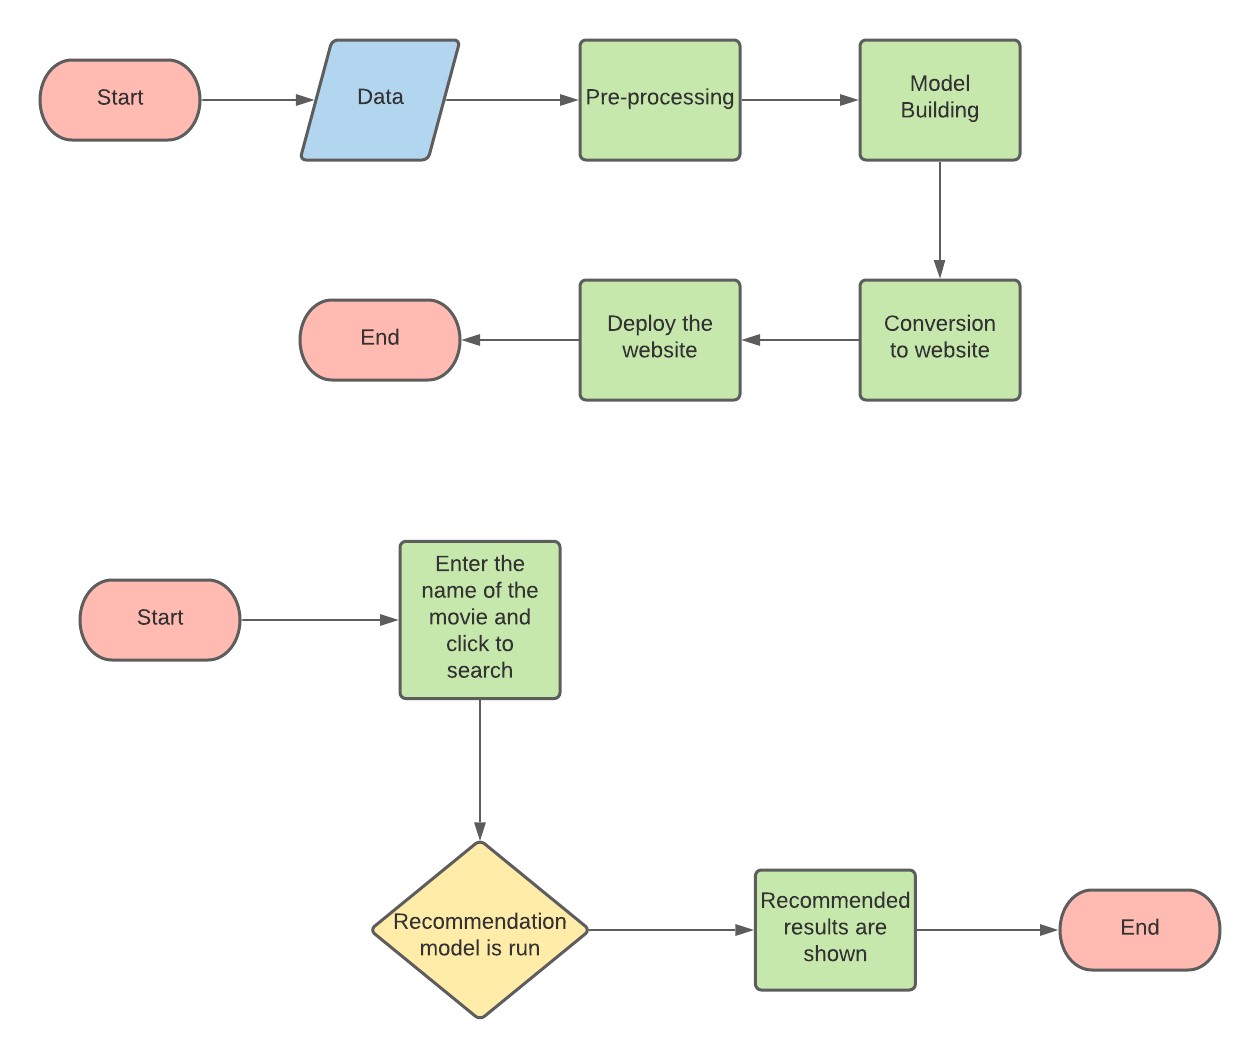 Start
Data
Pre-processing
Model
Building
End
Deploy the
website
Conversion
to website
Start
Enter the
name of the
movie and
click to
search
Recommendation
model is run
Recommended
results are
shown
End